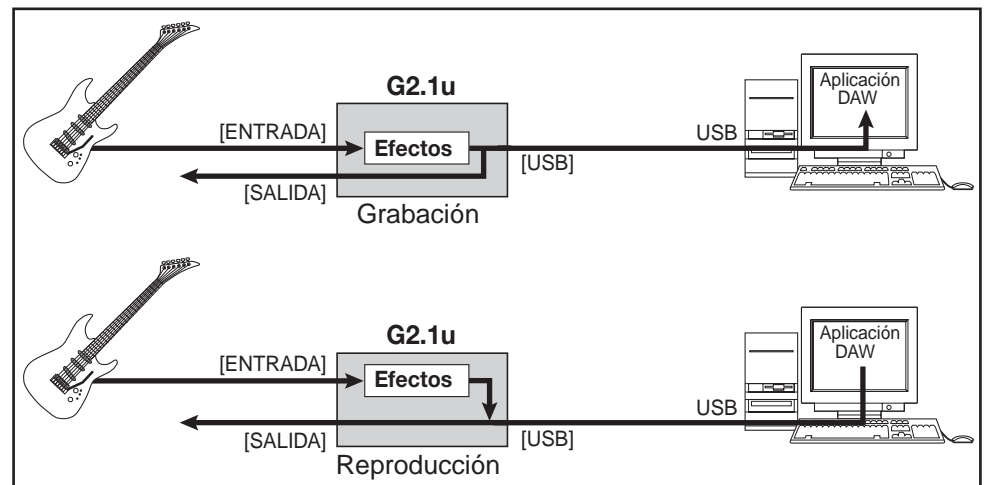 G2.1u
Aplicación
DAW
[ENTRADA]
Efectos
USB
[USB]
[SALIDA]
Grabación
G2.1u
Aplicación
DAW
[ENTRADA]
Efectos
USB
[SALIDA]
[USB]
Reproducción